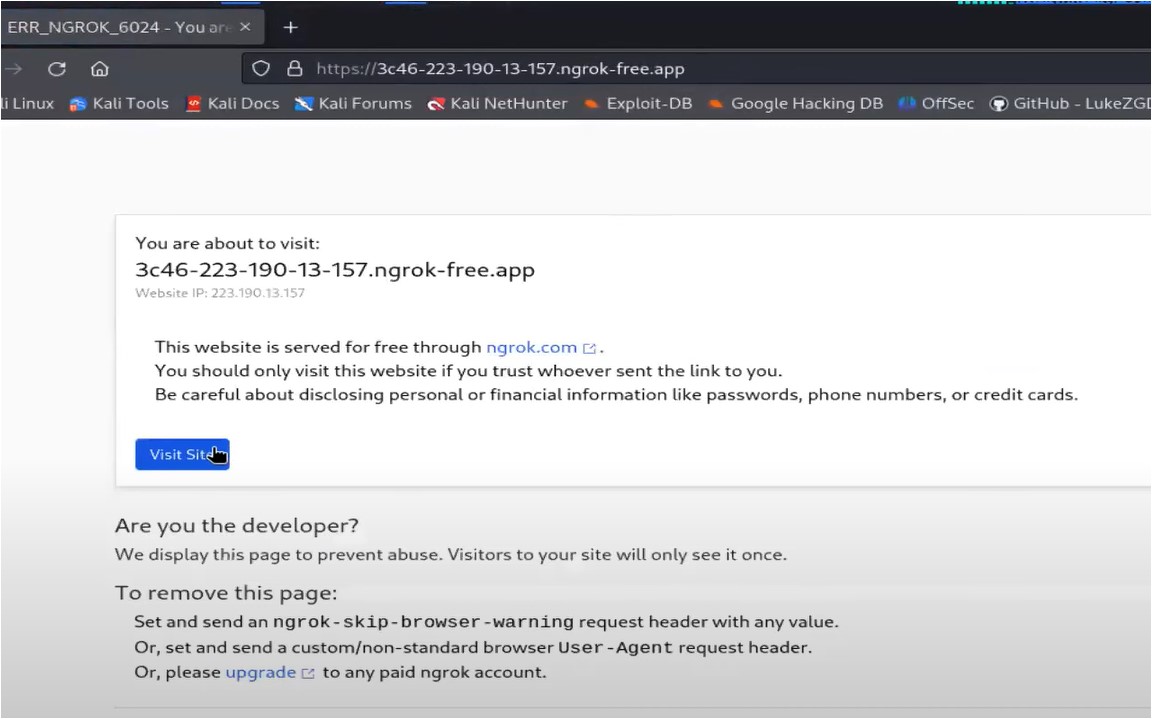 ERR_NGROK_6024 - You are
https://3c46-223-190-13-157.ngrok-free.app
li Linux Kali Tools Kali Docs Kali Forums Kali NetHunter Exploit-DB Google Hacking DB OffSec GitHub - LukeZGD
You are about to visit:
3c46-223-190-13-157.ngrok-free.app
Website IP: 223.190.13.157
This website is served for free through ngrok.com.
You should only visit this website if you trust whoever sent the link to you.
Be careful about disclosing personal or financial information like passwords, phone numbers, or credit cards.
Visit Site
Are you the developer?
We display this page to prevent abuse. Visitors to your site will only see it once.
To remove this page:
Set and send an ngrok-skip-browser-warning request header with any value.
Or, set and send a custom/non-standard browser User-Agent request header.
Or, please upgrade to any paid ngrok account.